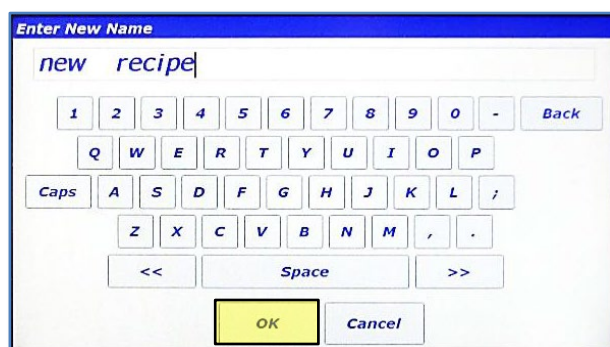 Enter New Name
new recipe
1 2 3 4 5 6 7 8 9 0 - Back
Q W E R T Y U I O P
Caps A S D F G H J K L ;
Z X C V B N M , .
<< Space >>
OK Cancel